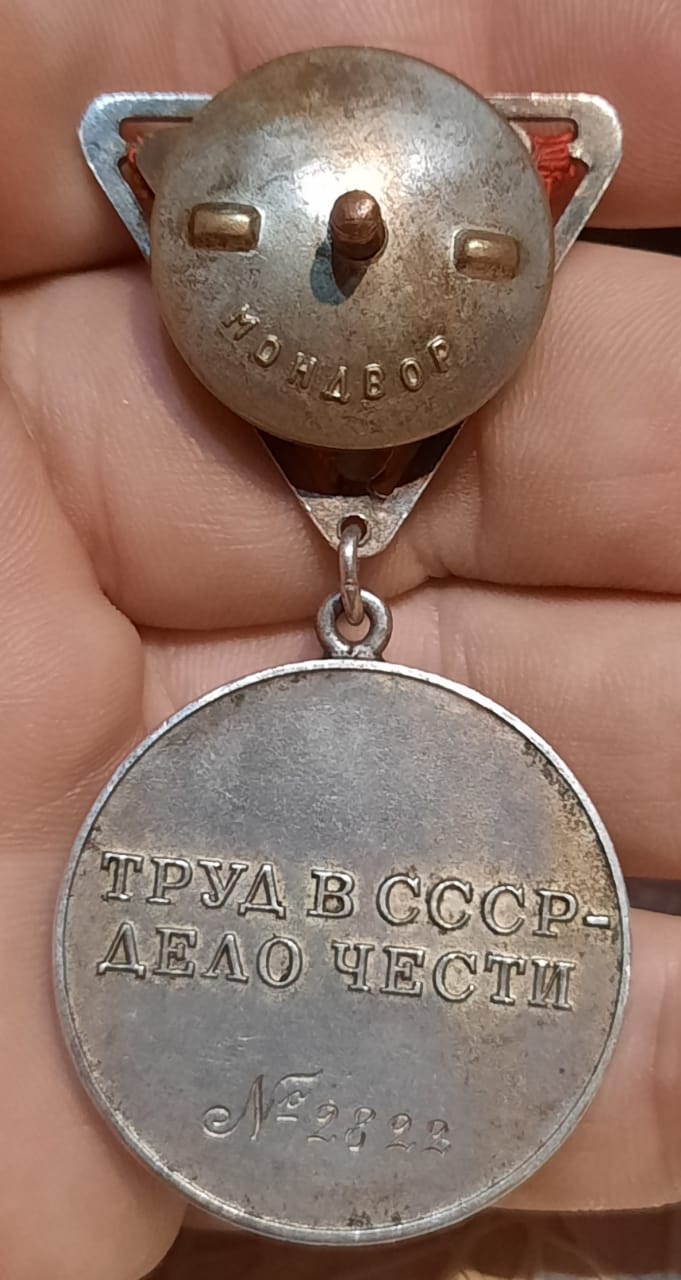 МОНДВОР
ТРУД В СССР-
ДЕЛО ЧЕСТИ
№ 2822